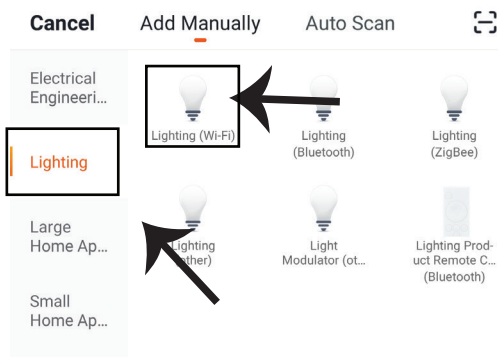 Cancel Add Manually Auto Scan
Electrical
Engineeri...
Lighting
Large
Home Ap...
Small
Home Ap...
Lighting (Wi-Fi)
Lighting
(Bluetooth)
Lighting
(ZigBee)
Lighting
Light
Modulator (ot...
Lighting Prod-
uct Remote C...
(Bluetooth)